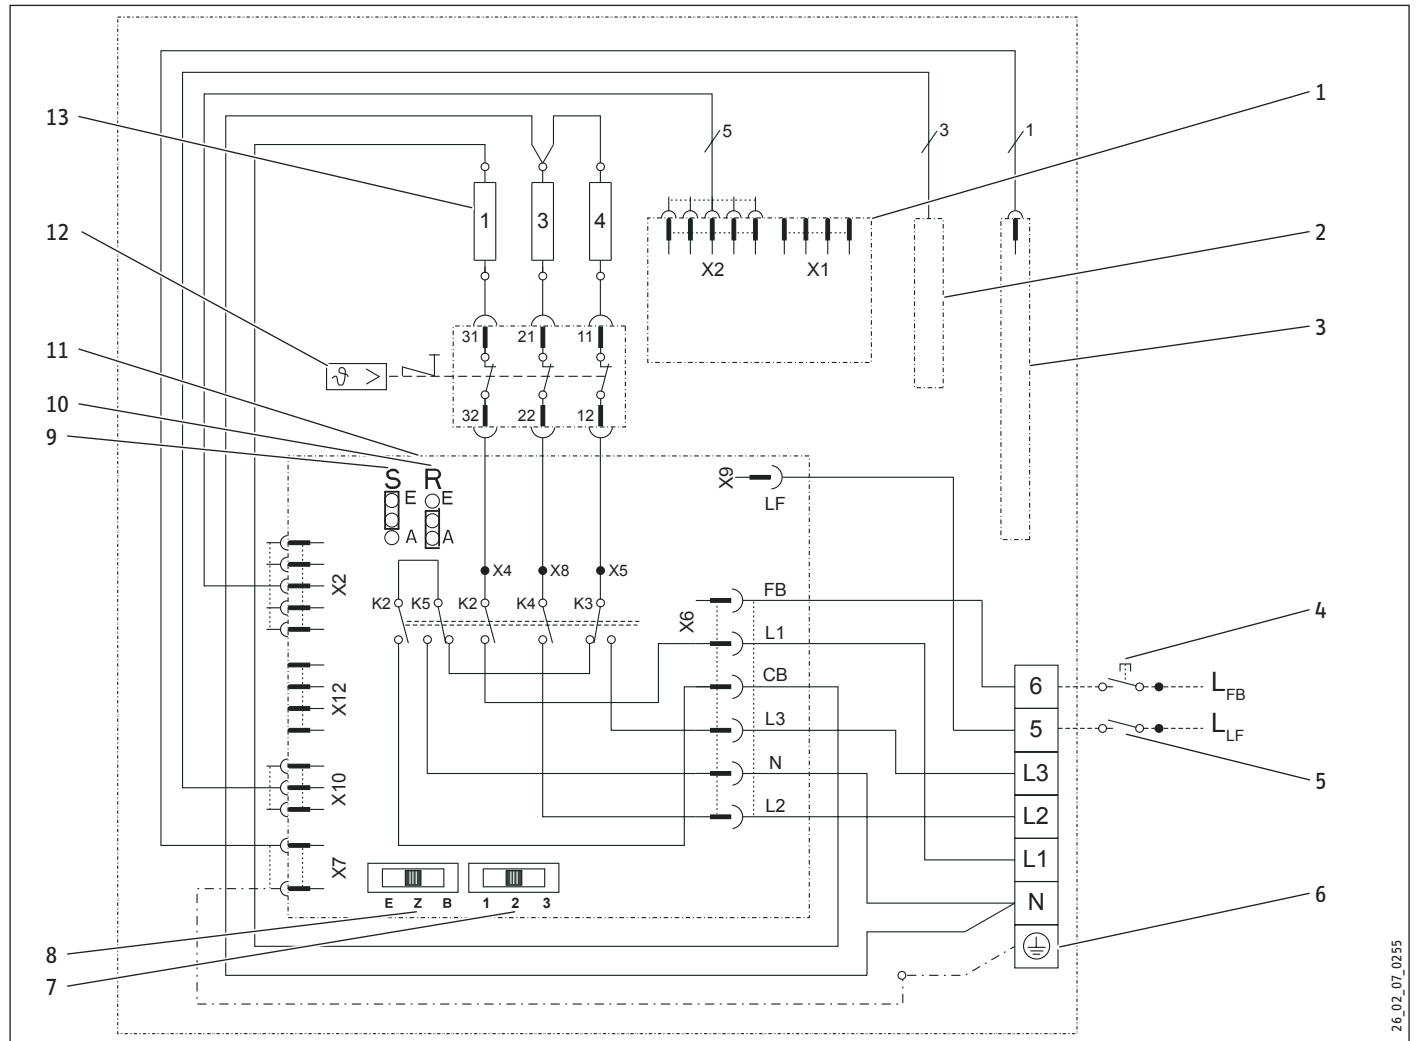 13
12
11
10
9
1
2
3
4
5
6
8
7
5
3
1
1
3
4
X2
X1
31
21
11
ϑ >
32
22
12
S
R
E
E
A
A
X9
LF
X4
X8
X5
K2
K5
K2
K4
K3
X2
X12
X10
X7
X6
FB
L1
CB
L3
N
L2
E Z B
1 2 3
6
5
L3
L2
L1
N
LFB
LLF
26_02_07_0255